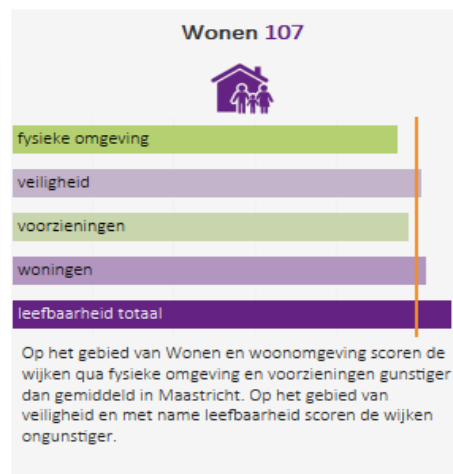 Wonen 107
fysieke omgeving
veiligheid
voorzieningen
woningen
leefbaarheid totaal
Op het gebied van Wonen en woonomgeving scoren de
wijken qua fysieke omgeving en voorzieningen gunstiger
dan gemiddeld in Maastricht. Op het gebied van
veiligheid en met name leefbaarheid scoren de wijken
ongunstiger.